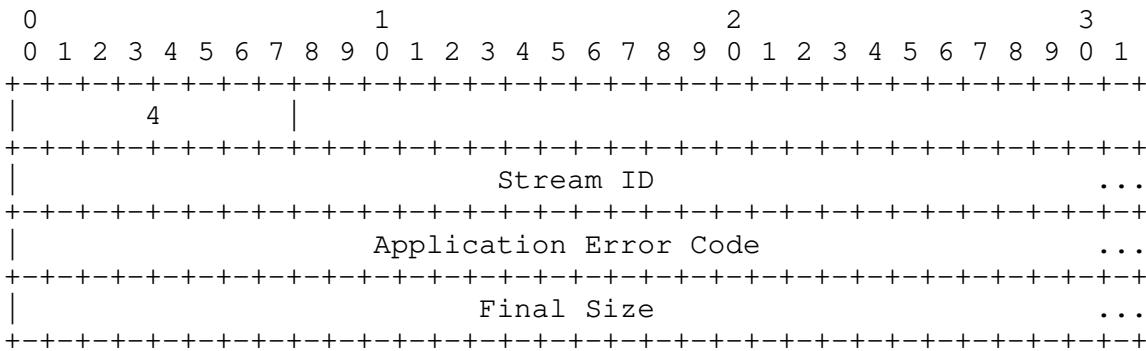 0                   1                   2                   3
 0 1 2 3 4 5 6 7 8 9 0 1 2 3 4 5 6 7 8 9 0 1 2 3 4 5 6 7 8 9 0 1
+-+-+-+-+-+-+-+-+-+-+-+-+-+-+-+-+-+-+-+-+-+-+-+-+-+-+-+-+-+-+-+-+
|       4       |
+-+-+-+-+-+-+-+-+-+-+-+-+-+-+-+-+-+-+-+-+-+-+-+-+-+-+-+-+-+-+-+-+
|                           Stream ID                         ...
+-+-+-+-+-+-+-+-+-+-+-+-+-+-+-+-+-+-+-+-+-+-+-+-+-+-+-+-+-+-+-+-+
|                    Application Error Code                   ...
+-+-+-+-+-+-+-+-+-+-+-+-+-+-+-+-+-+-+-+-+-+-+-+-+-+-+-+-+-+-+-+-+
|                          Final Size                         ...
+-+-+-+-+-+-+-+-+-+-+-+-+-+-+-+-+-+-+-+-+-+-+-+-+-+-+-+-+-+-+-+-+